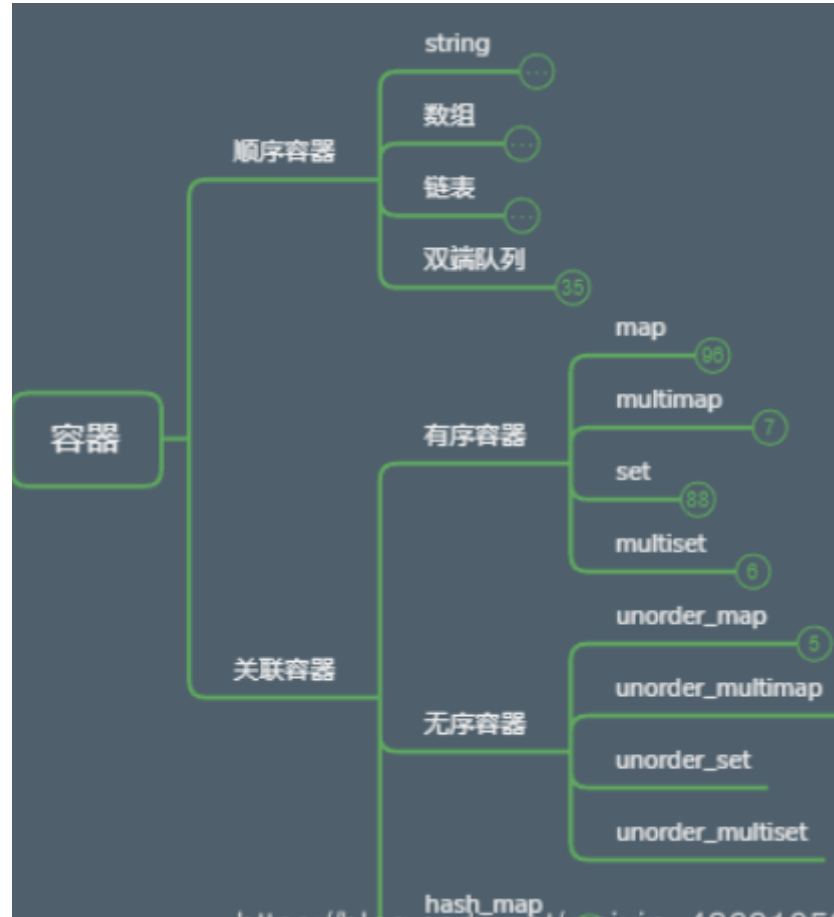 string
数组
顺序容器
链表
双端队列
35
map
96
multimap
7
容器
有序容器
set
88
multiset
6
unorder_map
5
关联容器
unorder_multimap
无序容器
unorder_set
unorder_multiset
hash_map